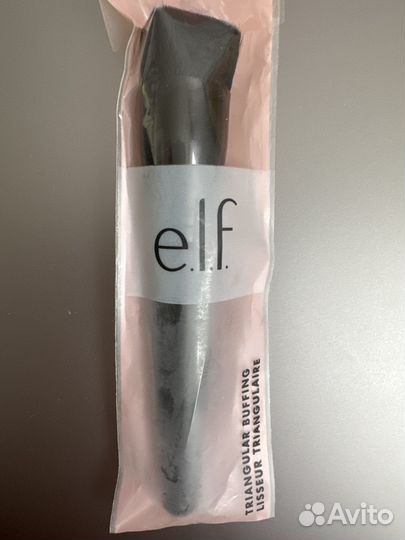 e.l.f.
TRIANGULAR BUFFING
LISSEUR TRIANGULAIRE
Avito